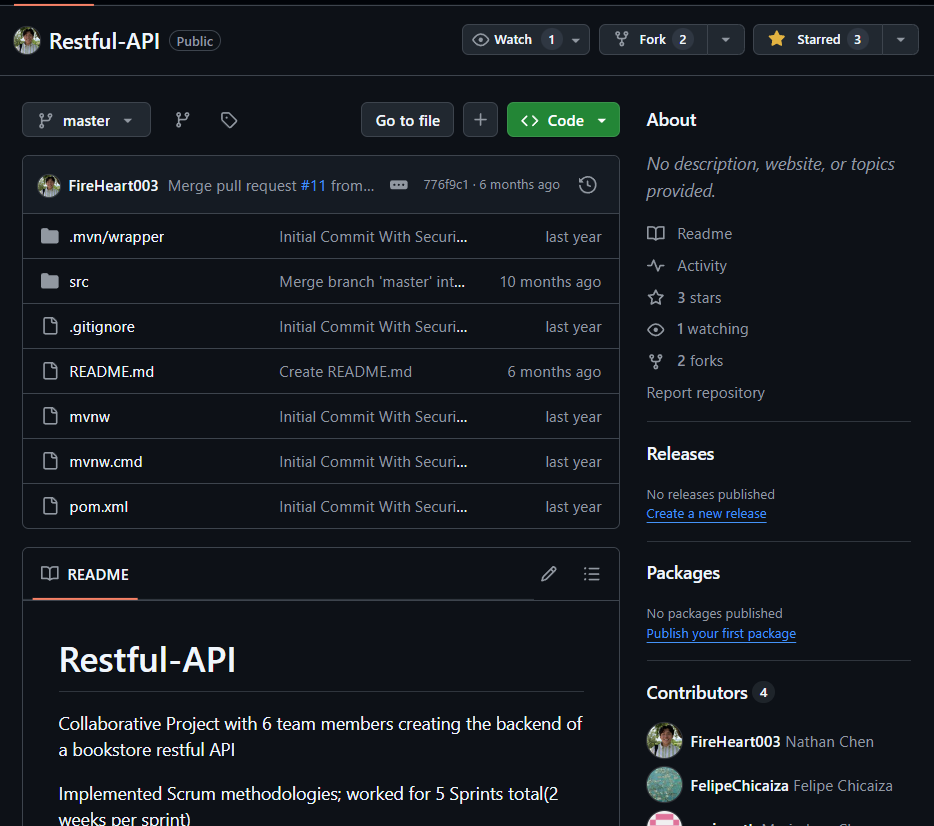 Restful-API Public Watch 1 Fork 2 Starred 3
master Go to file Code
FireHeart003 Merge pull request #11 from... 776f9c1 · 6 months ago
.mvn/wrapper Initial Commit With Securi... last year
src Merge branch 'master' int... 10 months ago
.gitignore Initial Commit With Securi... last year
README.md Create README.md 6 months ago
mvnw Initial Commit With Securi... last year
mvnw.cmd Initial Commit With Securi... last year
pom.xml Initial Commit With Securi... last year
README
Restful-API
Collaborative Project with 6 team members creating the backend of
a bookstore restful API
Implemented Scrum methodologies; worked for 5 Sprints total(2
weeks per sprint)
About
No description, website, or topics
provided.
Readme
Activity
3 stars
1 watching
2 forks
Report repository
Releases
No releases published
Create a new release
Packages
No packages published
Publish your first package
Contributors 4
FireHeart003 Nathan Chen
FelipeChicaiza Felipe Chicaiza